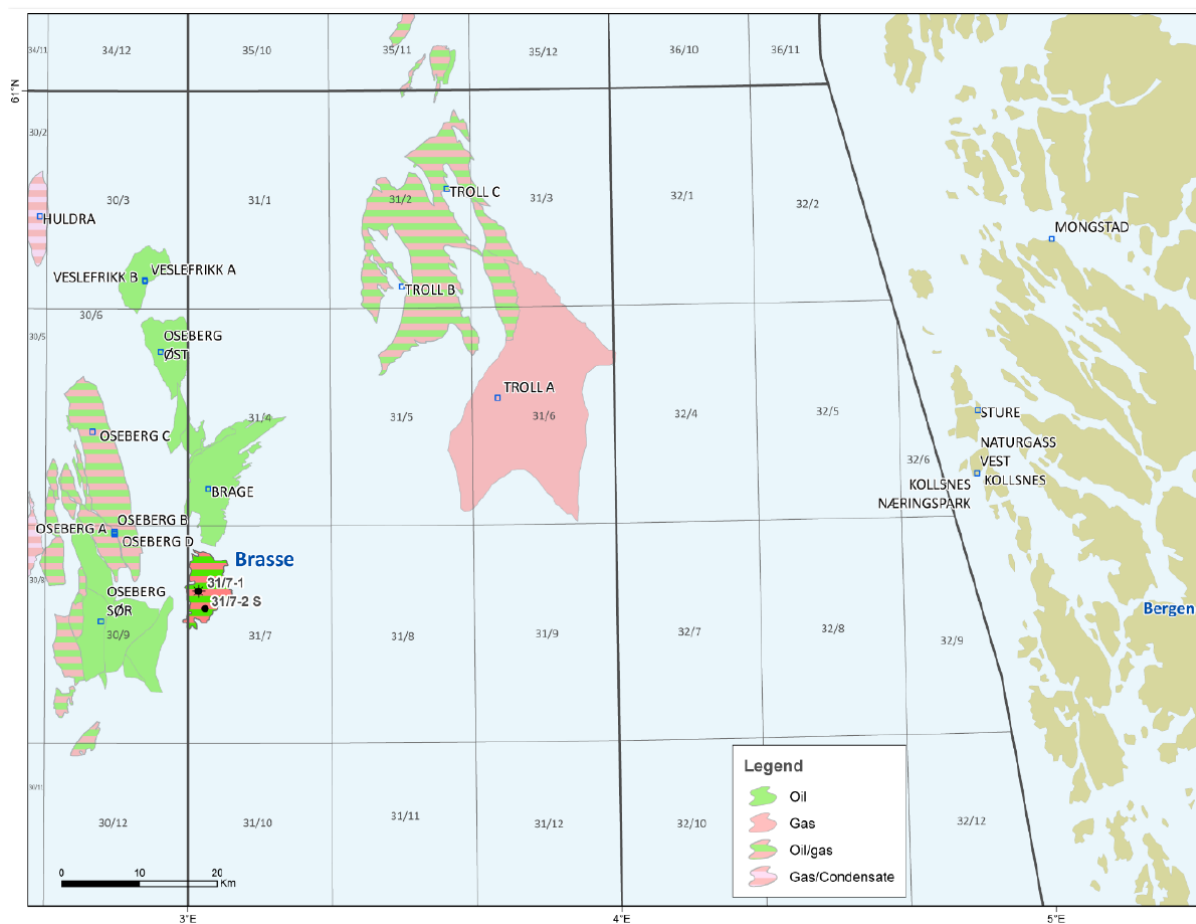 34/11
34/12
35/10
35/11
35/12
36/10
36/11
61°N
30/2
30/3
31/1
31/2
TROLL C
31/3
32/1
32/2
HULDRA
MONGSTAD
VESLEFRIKK A
VESLEFRIKK B
TROLL B
30/6
30/5
OSEBERG
ØST
TROLL A
31/4
31/5
31/6
32/4
32/5
STURE
OSEBERG C
NATURGASS
VEST
32/6
KOLLSNES
KOLLSNES
NÆRINGSPARK
BRAGE
OSEBERG B
OSEBERG A
OSEBERG D
Brasse
31/7-1
31/7-2 S
OSEBERG
SØR
30/9
31/7
31/8
31/9
32/7
32/8
32/9
Bergen
Legend
Oil
Gas
Oil/gas
Gas/Condensate
30/12
31/10
31/11
31/12
32/10
32/12
0
10
20
Km
3°E
4°E
5°E